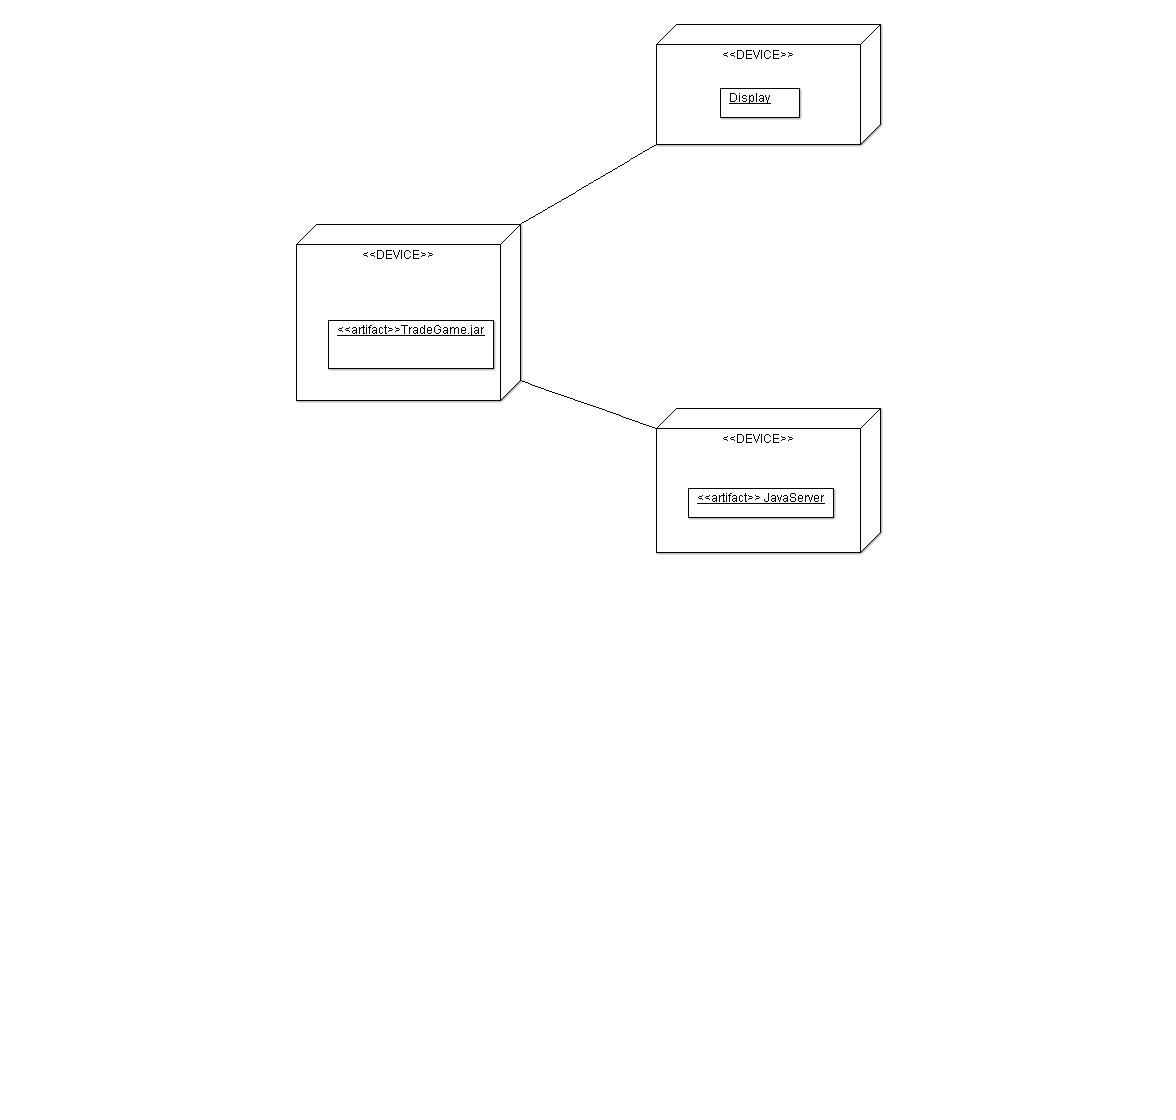 <<DEVICE>>
Display
<<DEVICE>>
<<artifact>>TradeGame.jar
<<DEVICE>>
<<artifact>> JavaServer